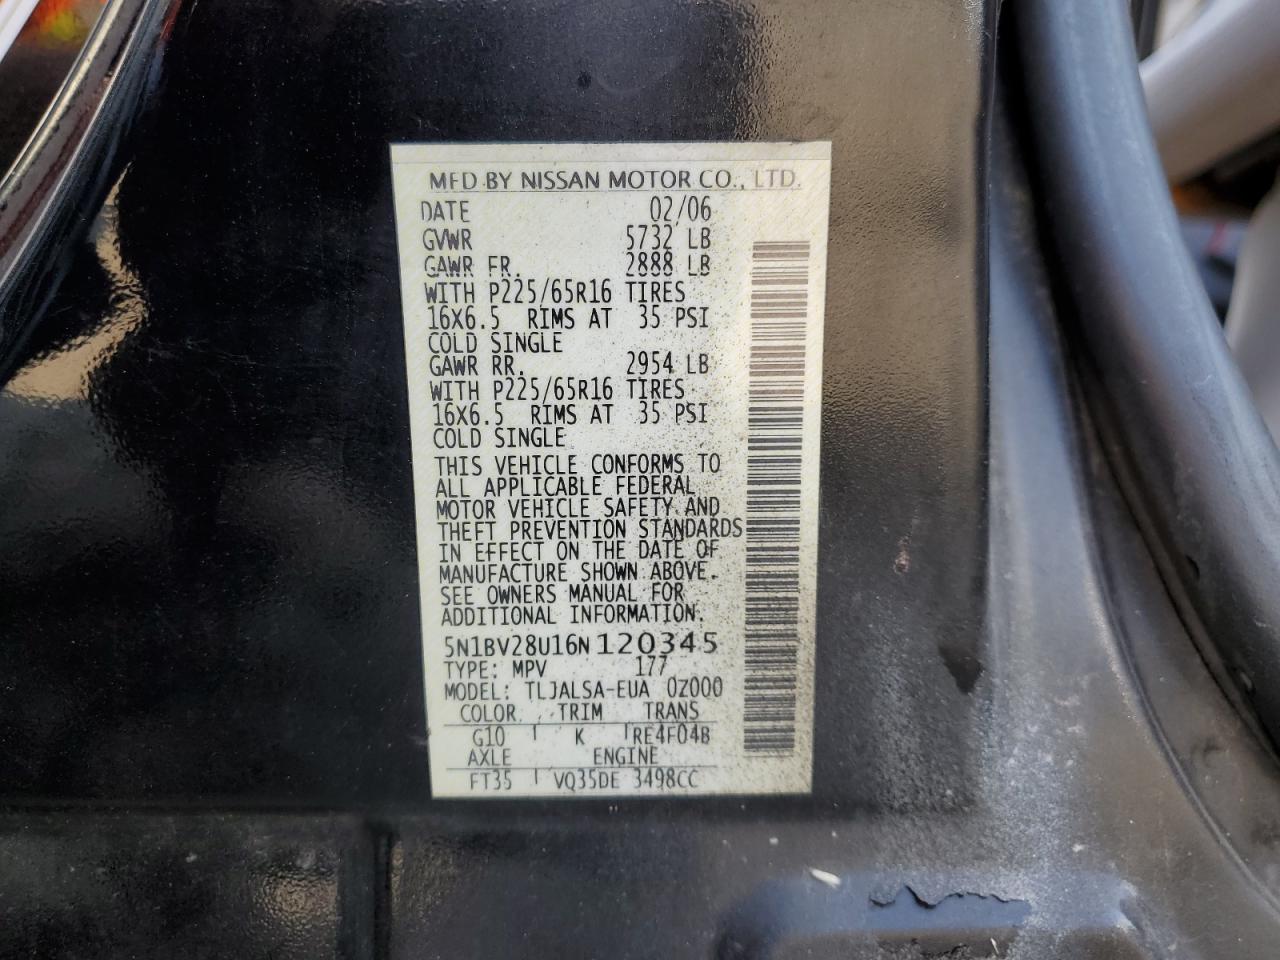 MFD BY NISSAN MOTOR CO., LTD.
DATE 02/06
GVWR 5732 LB
GAWR FR. 2888 LB
WITH P225/65R16 TIRES
16X6.5 RIMS AT 35 PSI
COLD SINGLE
GAWR RR. 2954 LB
WITH P225/65R16 TIRES
16X6.5 RIMS AT 35 PSI
COLD SINGLE
THIS VEHICLE CONFORMS TO
ALL APPLICABLE FEDERAL
MOTOR VEHICLE SAFETY AND
THEFT PREVENTION STANDARDS
IN EFFECT ON THE DATE OF
MANUFACTURE SHOWN ABOVE.
SEE OWNERS MANUAL FOR
ADDITIONAL INFORMATION.
5N1BV28U16N120345
TYPE: MPV 177
MODEL: TLJALSA-EUA 0Z000
COLOR TRIM TRANS
G10 K RE4F04B
AXLE ENGINE
FT35 VQ35DE 3498CC